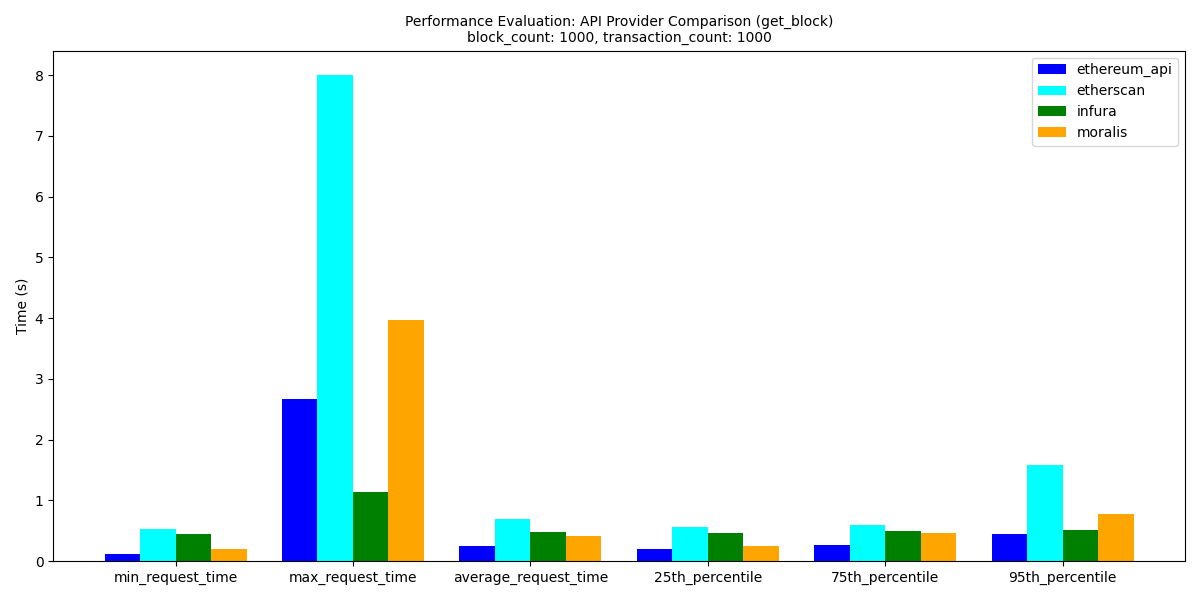 Performance Evaluation: API Provider Comparison (get_block)
block_count: 1000, transaction_count: 1000
ethereum_api
etherscan
infura
moralis
Time (s)
8
7
6
5
4
3
2
1
0
min_request_time
max_request_time
average_request_time
25th_percentile
75th_percentile
95th_percentile